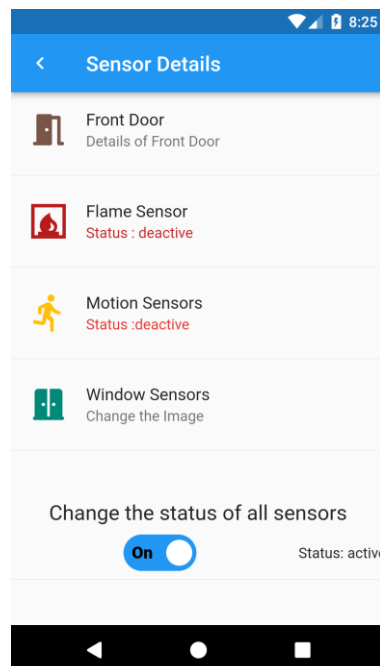 8:25
Sensor Details
Front Door
Details of Front Door
Flame Sensor
Status : deactive
Motion Sensors
Status :deactive
Window Sensors
Change the Image
Change the status of all sensors
On
Status: active